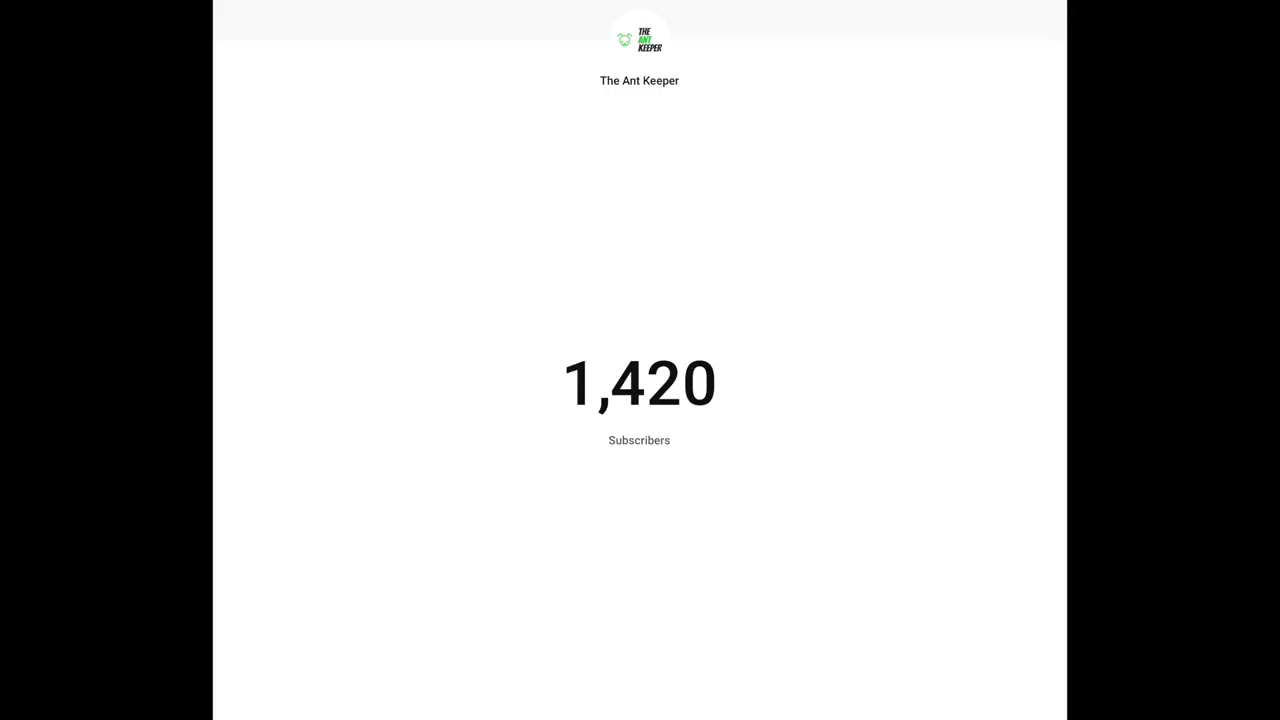 THE
ANT
KEEPER
The Ant Keeper
1,420
Subscribers